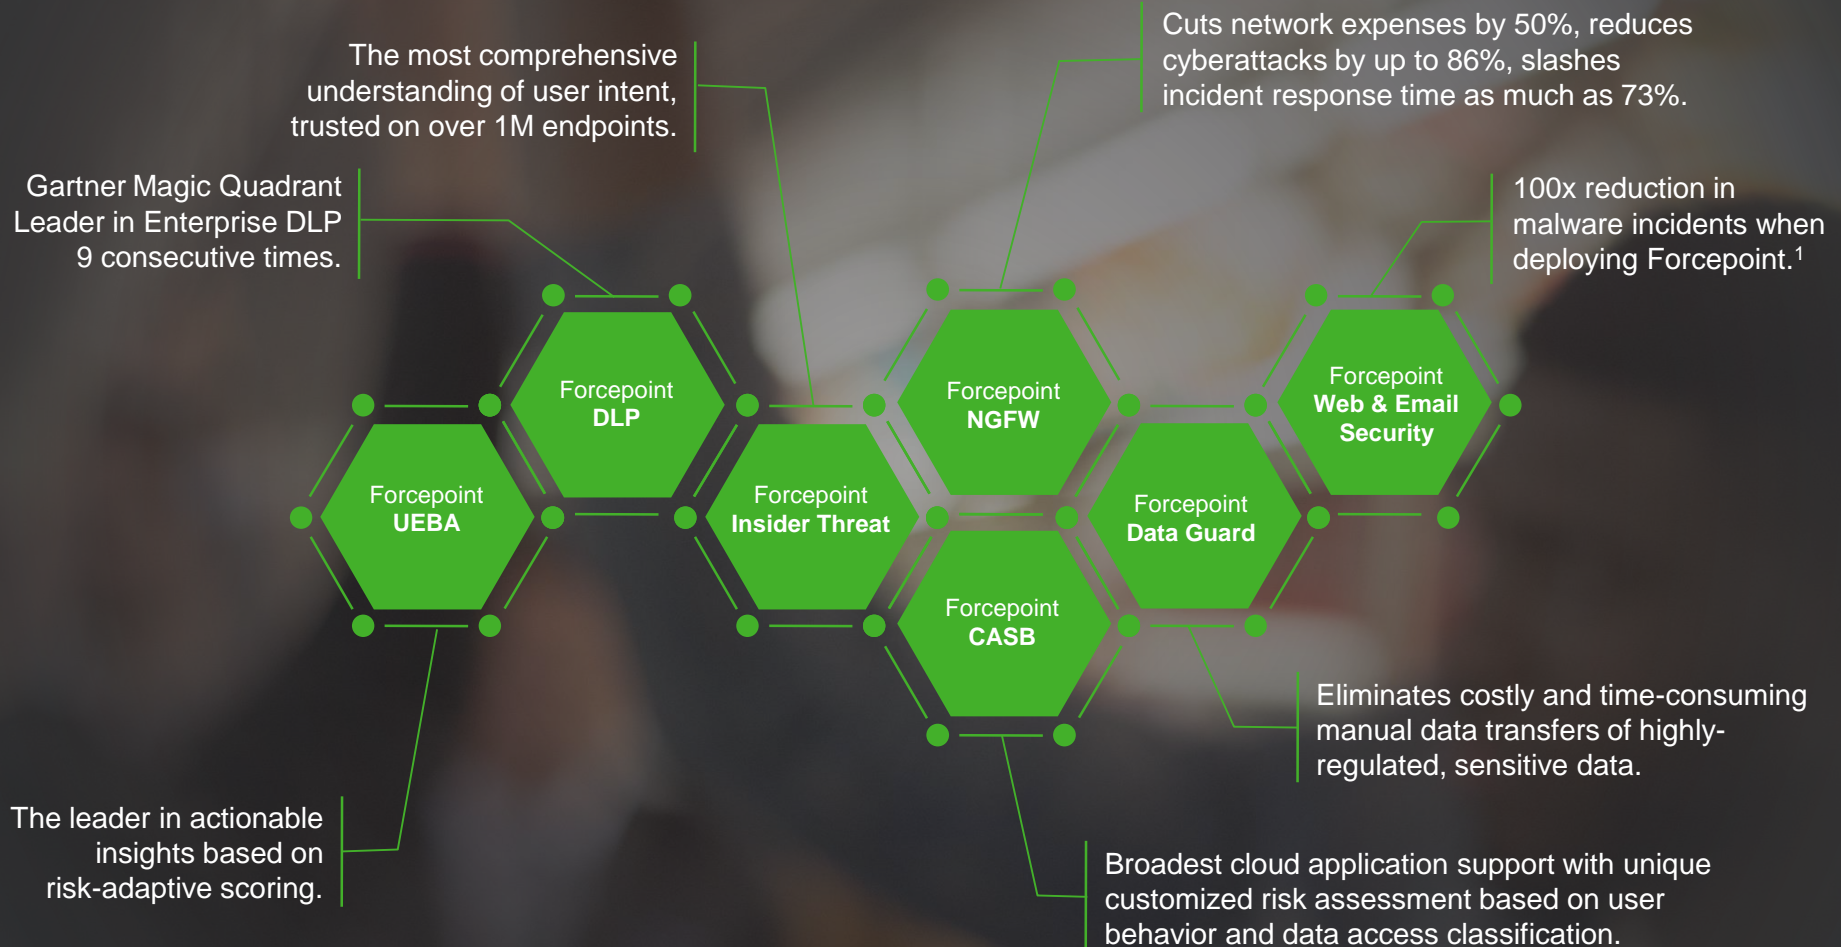 Cuts network expenses by 50%, reduces
cyberattacks by up to 86%, slashes
incident response time as much as 73%.
The most comprehensive
understanding of user intent,
trusted on over 1M endpoints.
Gartner Magic Quadrant
Leader in Enterprise DLP
9 consecutive times.
100x reduction in
malware incidents when
deploying Forcepoint.¹
Forcepoint
DLP
Forcepoint
NGFW
Forcepoint
Web & Email
Security
Forcepoint
UEBA
Forcepoint
Insider Threat
Forcepoint
Data Guard
Forcepoint
CASB
Eliminates costly and time-consuming
manual data transfers of highly-
regulated, sensitive data.
The leader in actionable
insights based on
risk-adaptive scoring.
Broadest cloud application support with unique
customized risk assessment based on user
behavior and data access classification.